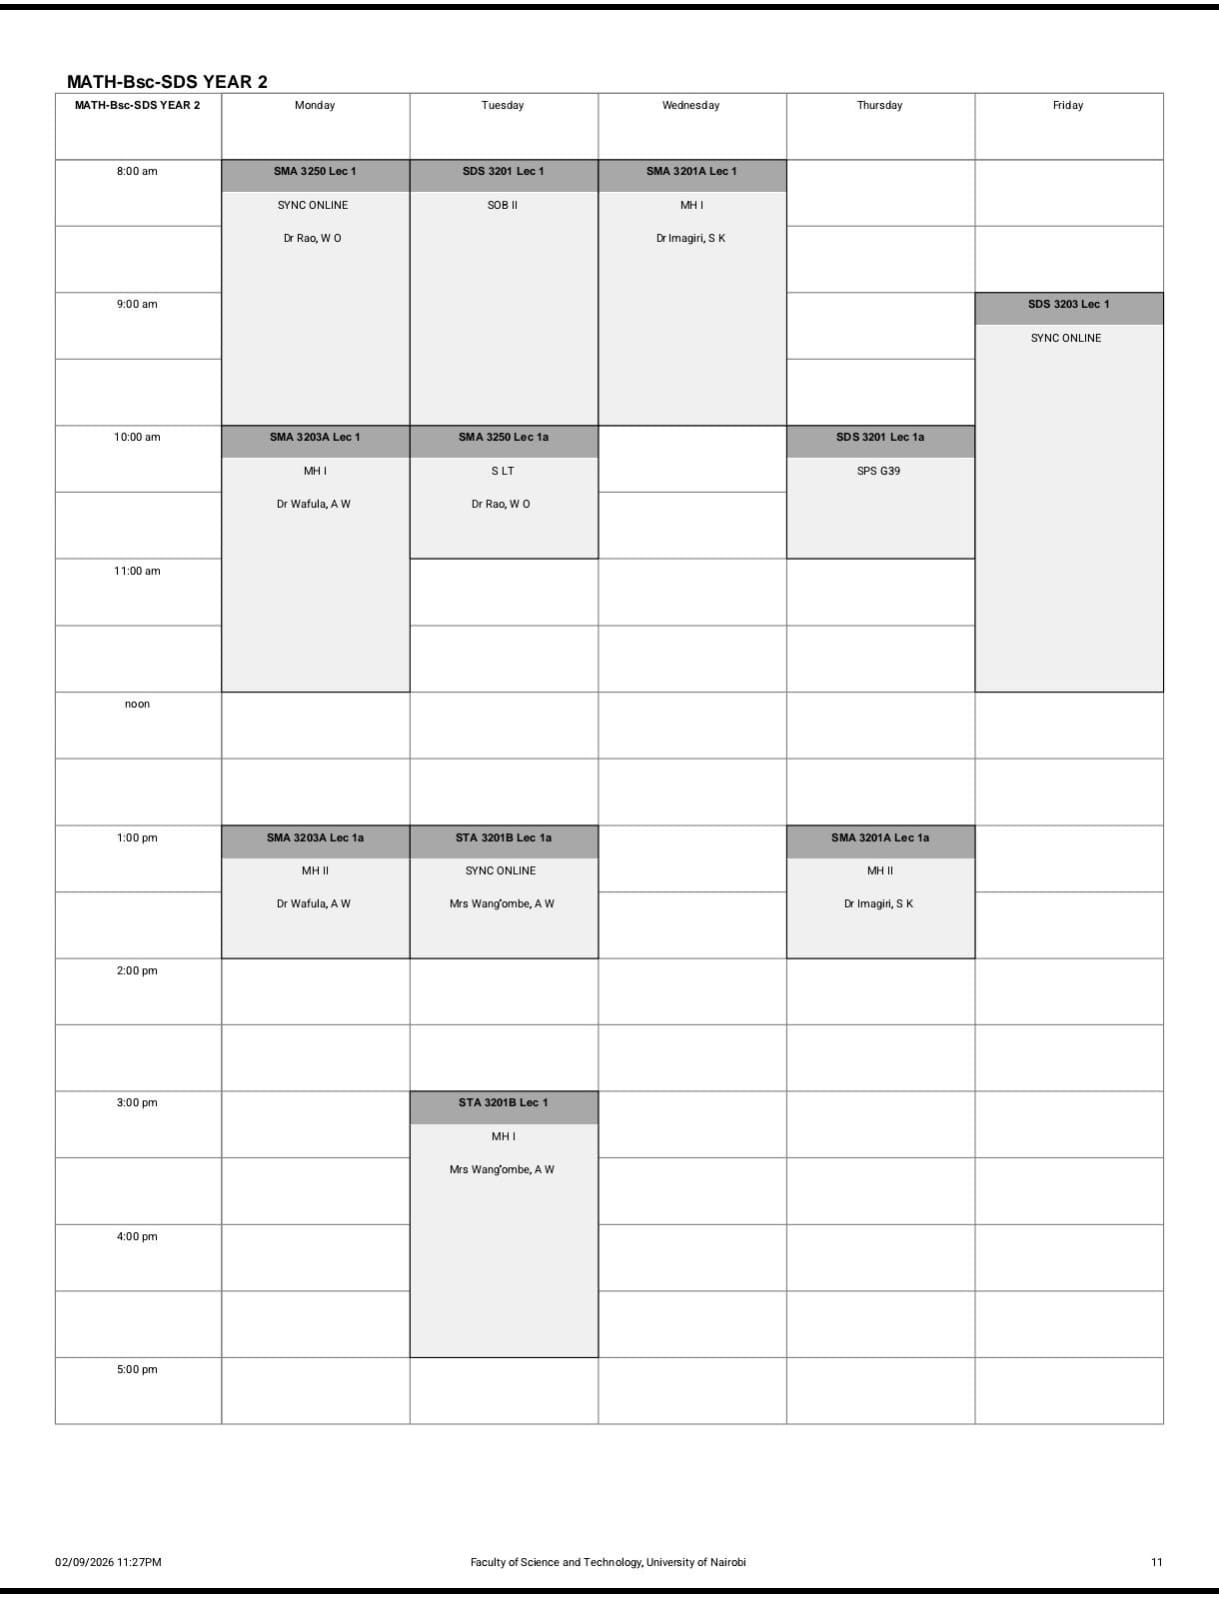 MATH-Bsc-SDS YEAR 2
MATH-Bsc-SDS YEAR 2 Monday Tuesday Wednesday Thursday Friday
8:00 am SMA 3250 Lec 1 SDS 3201 Lec 1 SMA 3201A Lec 1
SYNC ONLINE SOB II MH I
Dr Rao, W O Dr Imagiri, S K
9:00 am SDS 3203 Lec 1
SYNC ONLINE
10:00 am SMA 3203A Lec 1 SMA 3250 Lec 1a SDS 3201 Lec 1a
MH I S LT SPS G39
Dr Wafula, A W Dr Rao, W O
11:00 am
noon
1:00 pm SMA 3203A Lec 1a STA 3201B Lec 1a SMA 3201A Lec 1a
MH II SYNC ONLINE MH II
Dr Wafula, A W Mrs Wang'ombe, A W Dr Imagiri, S K
2:00 pm
3:00 pm STA 3201B Lec 1
MH I
Mrs Wang'ombe, A W
4:00 pm
5:00 pm
02/09/2026 11:27PM Faculty of Science and Technology, University of Nairobi 11